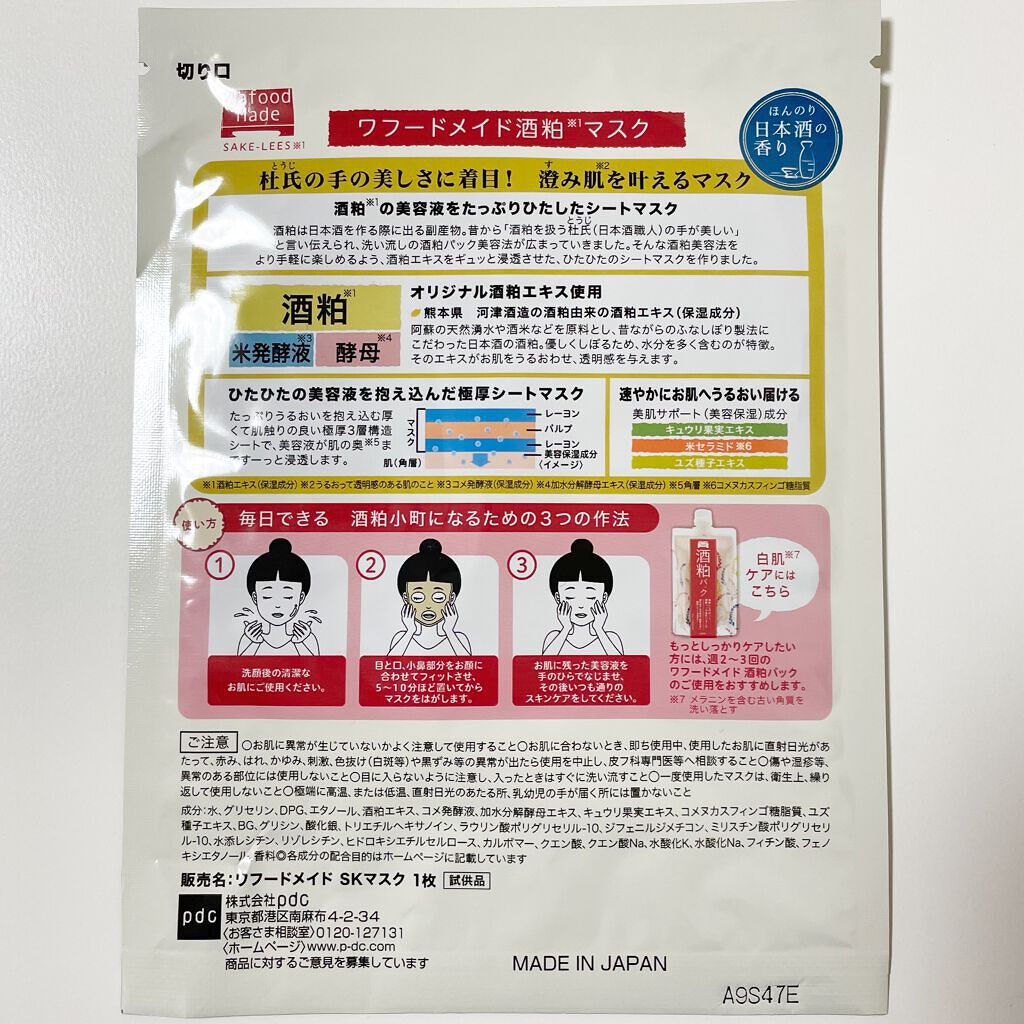 切り口
afood
Made
SAKE-LEES※1
ワフードメイド酒粕※1マスク
ほんのり
日本酒の
香り
とうじ す
杜氏の手の美しさに着目! 澄み肌※2を叶えるマスク
酒粕※1の美容液をたっぷりひたしたシートマスク
とうじ
酒粕は日本酒を作る際に出る副産物。昔から「酒粕を扱う杜氏(日本酒職人)の手が美しい」
と言い伝えられ、洗い流しの酒粕パック美容法が広まっていきました。そんな酒粕美容法を
より手軽に楽しめるよう、酒粕エキスをギュッと浸透させた、ひたひたのシートマスクを作りました。
酒粕※1
米発酵液※3
酵母※4
オリジナル酒粕エキス使用
熊本県 河津酒造の酒粕由来の酒粕エキス(保湿成分)
阿蘇の天然湧水や酒米などを原料とし、昔ながらのふなしぼり製法に
こだわった日本酒の酒粕。優しくしぼるため、水分を多く含むのが特徴。
そのエキスがお肌をうるおわせ、透明感を与えます。
ひたひたの美容液を抱え込んだ極厚シートマスク
たっぷりうるおいを抱え込む厚
くて肌触りの良い極厚3層構造
シートで、美容液が肌の奥※5ま
ですーっと浸透します。
マスク
肌(角層)
レーヨン
パルプ
レーヨン
美容保湿成分
〈イメージ〉
速やかにお肌へうるおい届ける
美肌サポート(美容保湿)成分
キュウリ果実エキス
米セラミド※6
ユズ種子エキス
※1酒粕エキス(保湿成分) ※2うるおって透明感のある肌のこと ※3コメ発酵液(保湿成分) ※4加水分解酵母エキス(保湿成分) ※5角層 ※6コメヌカスフィンゴ糖脂質
使い方
毎日できる 酒粕小町になるための3つの作法
1
洗顔後の清潔な
お肌にご使用ください。
2
目と口、小鼻部分をお顔に
合わせてフィットさせ、
5〜10分ほど置いてから
マスクをはがします。
3
お肌に残った美容液を
手のひらでなじませ、
その後いつも通りの
スキンケアをしてください。
酒粕
パック
白肌※7
ケアには
こちら
もっとしっかりケアしたい
方には、週2〜3回の
ワフードメイド 酒粕パック
のご使用をおすすめします。
※7 メラニンを含む古い角質を
洗い落とす
ご注意 ○お肌に異常が生じていないかよく注意して使用すること○お肌に合わないとき、即ち使用中、使用したお肌に直射日光があ
たって、赤み、はれ、かゆみ、刺激、色抜け(白斑等)や黒ずみ等の異常が出たら使用を中止し、皮フ科専門医等へ相談すること○傷や湿疹等、
異常のある部位には使用しないこと○目に入らないように注意し、入ったときはすぐに洗い流すこと○一度使用したマスクは、衛生上、繰り
返して使用しないこと○極端に高温、または低温、直射日光のあたる所、乳幼児の手が届く所には置かないこと
成分:水、グリセリン、DPG、エタノール、酒粕エキス、コメ発酵液、加水分解酵母エキス、キュウリ果実エキス、コメヌカスフィンゴ糖脂質、ユズ
種子エキス、BG、グリシン、酸化銀、トリエチルヘキサノイン、ラウリン酸ポリグリセリル-10、ジフェニルジメチコン、ミリスチン酸ポリグリセリ
ル-10、水添レシチン、リゾレシチン、ヒドロキシエチルセルロース、カルボマー、クエン酸、クエン酸Na、水酸化K、水酸化Na、フィチン酸、フェノ
キシエタノール、香料◎各成分の配合目的はホームページに記載しています
販売名:リフードメイド SKマスク 1枚 試供品
pdc
株式会社pdc
東京都港区南麻布4-2-34
〈お客さま相談室〉0120-127131
〈ホームページ〉www.p-dc.com
商品に対するご意見を募集しています
MADE IN JAPAN
A9S47E